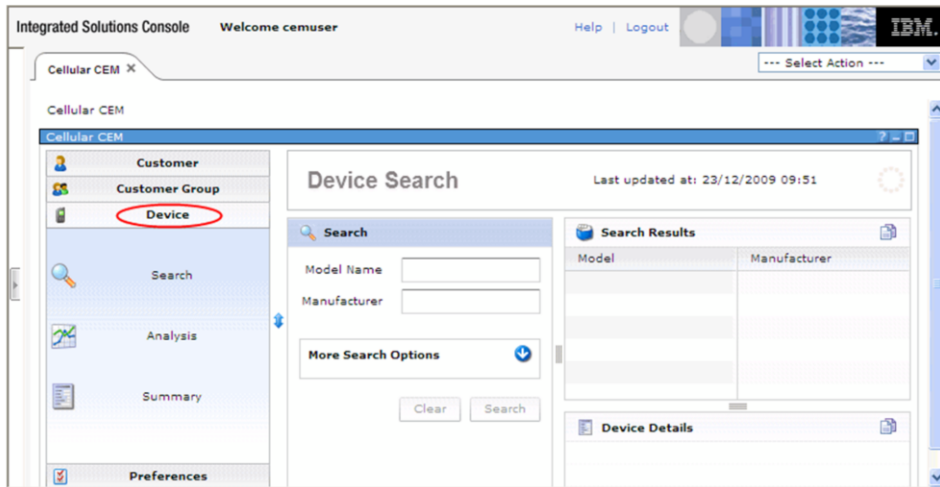 Integrated Solutions Console Welcome cemuser Help | Logout IBM.
Cellular CEM --- Select Action ---
Cellular CEM
Cellular CEM
Customer
Customer Group
Device
Search
Analysis
Summary
Preferences
Device Search Last updated at: 23/12/2009 09:51
Search
Model Name
Manufacturer
More Search Options
Clear Search
Search Results
Model Manufacturer
Device Details